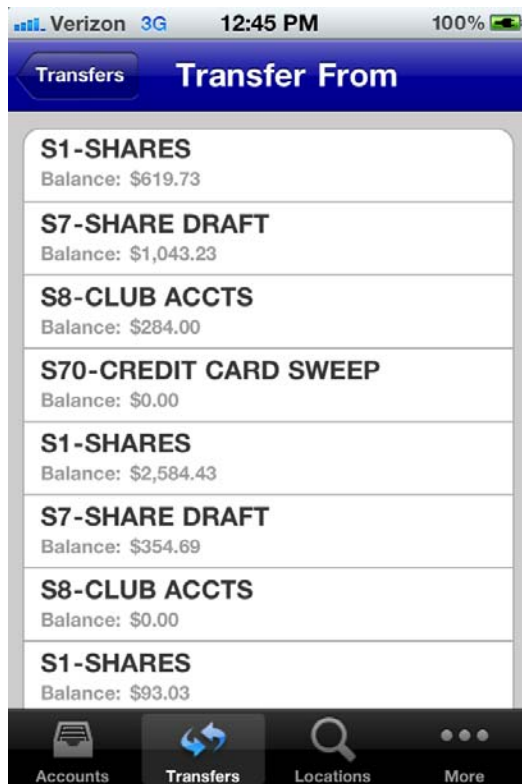 Verizon 3G 12:45 PM 100%
Transfers Transfer From
S1-SHARES
Balance: $619.73
S7-SHARE DRAFT
Balance: $1,043.23
S8-CLUB ACCTS
Balance: $284.00
S70-CREDIT CARD SWEEP
Balance: $0.00
S1-SHARES
Balance: $2,584.43
S7-SHARE DRAFT
Balance: $354.69
S8-CLUB ACCTS
Balance: $0.00
S1-SHARES
Balance: $93.03
Accounts Transfers Locations More